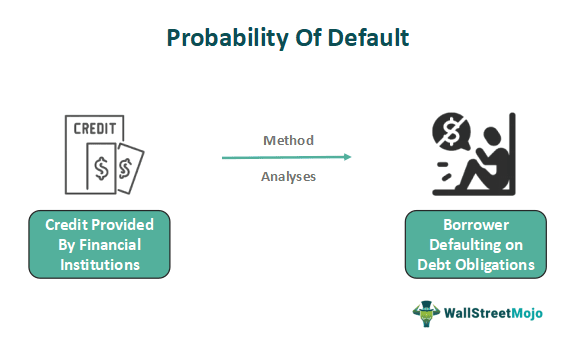 Probability Of Default
CREDIT
$
$
$
Method
Analyses
Credit Provided
By Financial
Institutions
Borrower
Defaulting on
Debt Obligations
WallStreetMojo